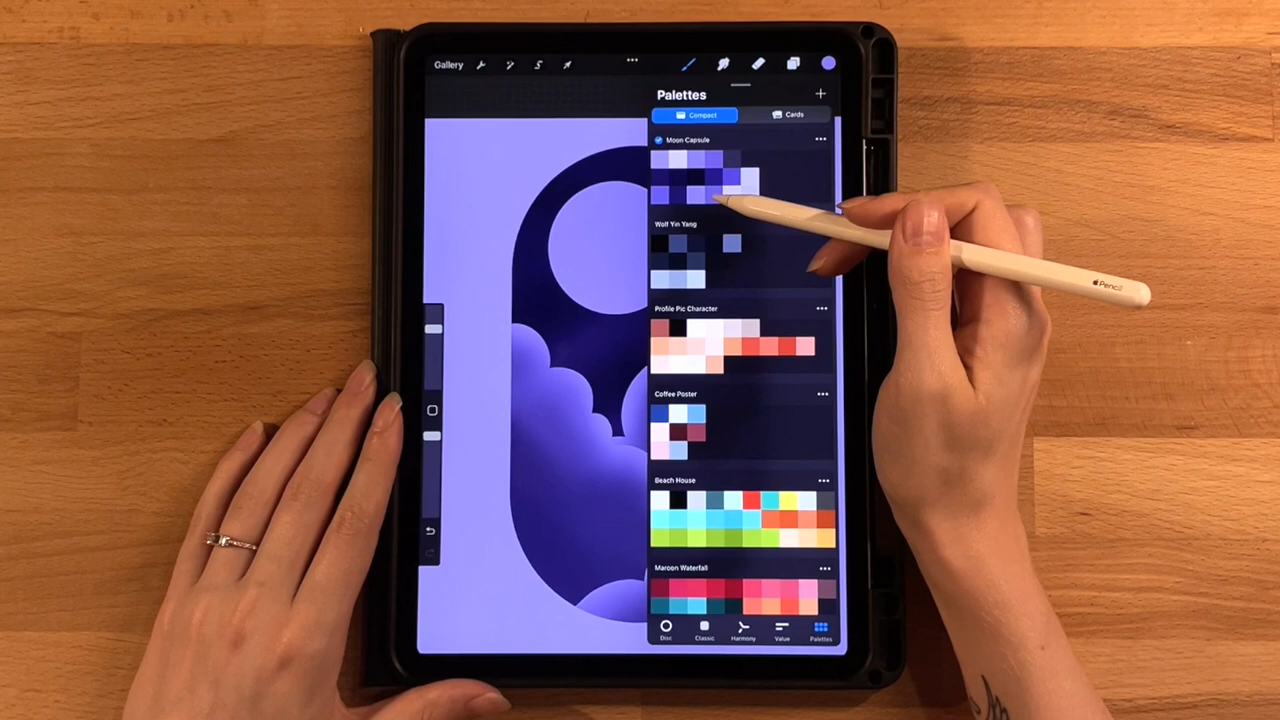 Gallery
Palettes
Compact
Cards
Moon Capsule
Wolf Yin Yang
Profile Pic Character
Coffee Poster
Beach House
Maroon Waterfall
Disc
Classic
Harmony
Value
Palettes
Pencil